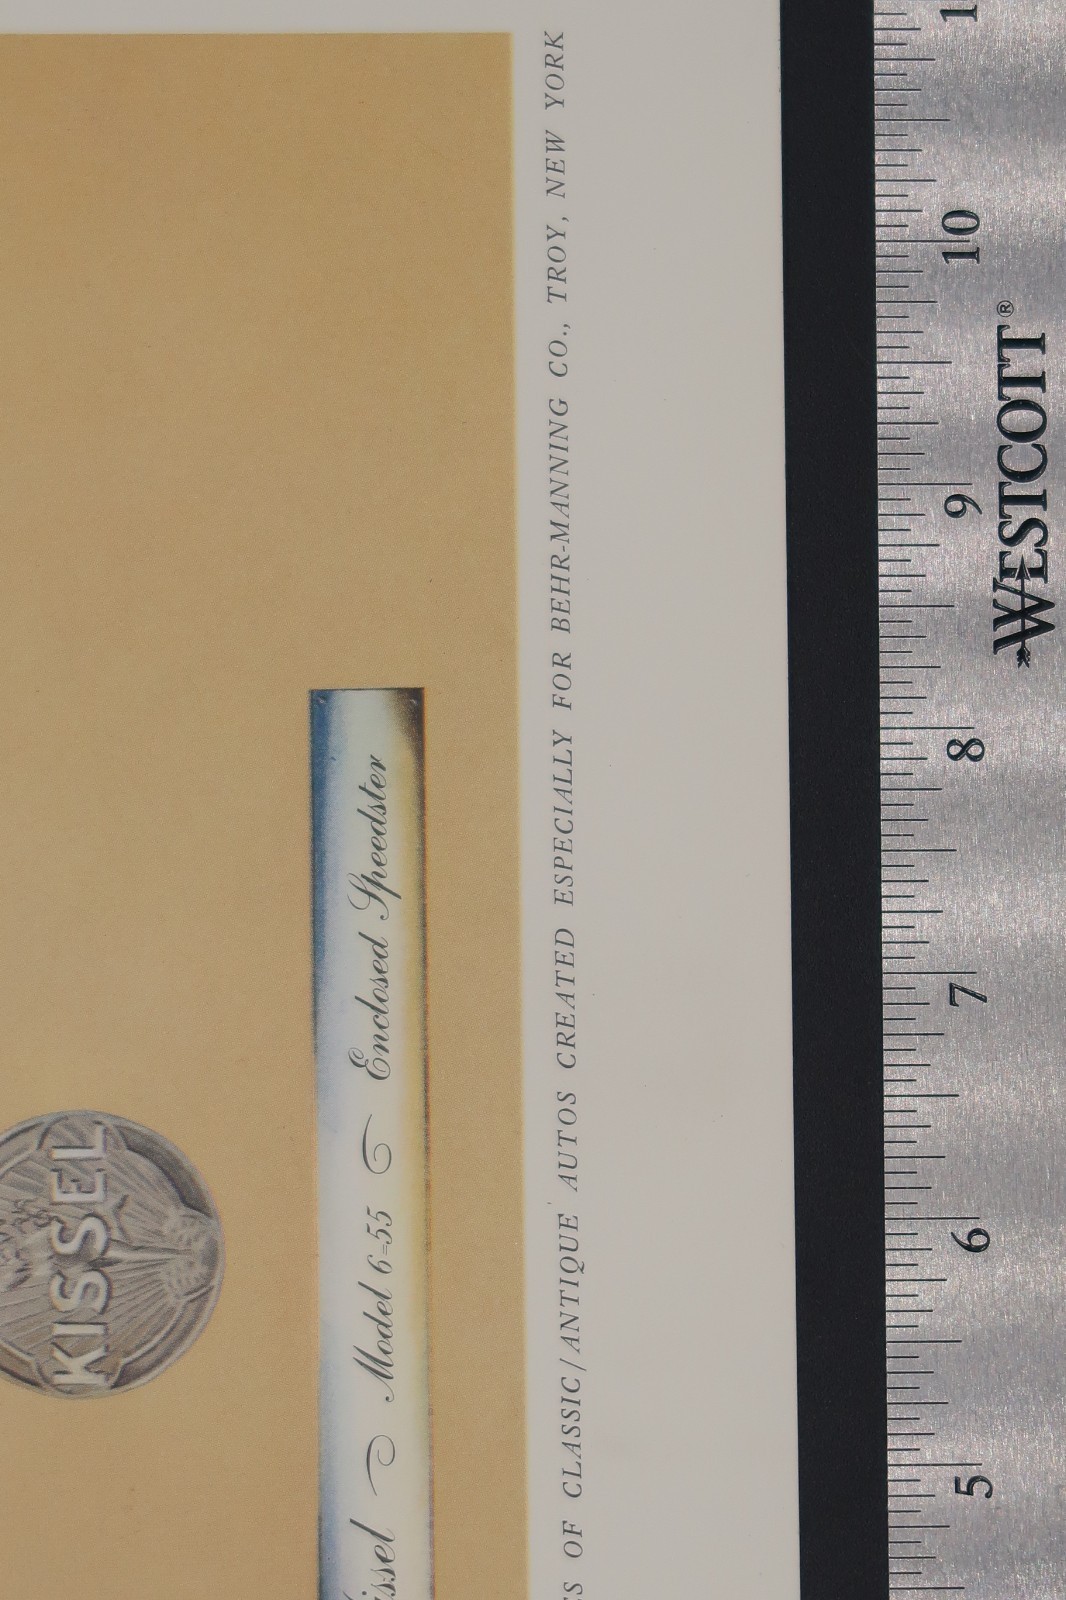 KISSEL
Model 6=55 Enclosed Speedster
OF CLASSIC/ANTIQUE' AUTOS CREATED ESPECIALLY FOR BEHR-MANNING CO., TROY, NEW YORK
5 6 7 8 9 10
WESTCOTT®